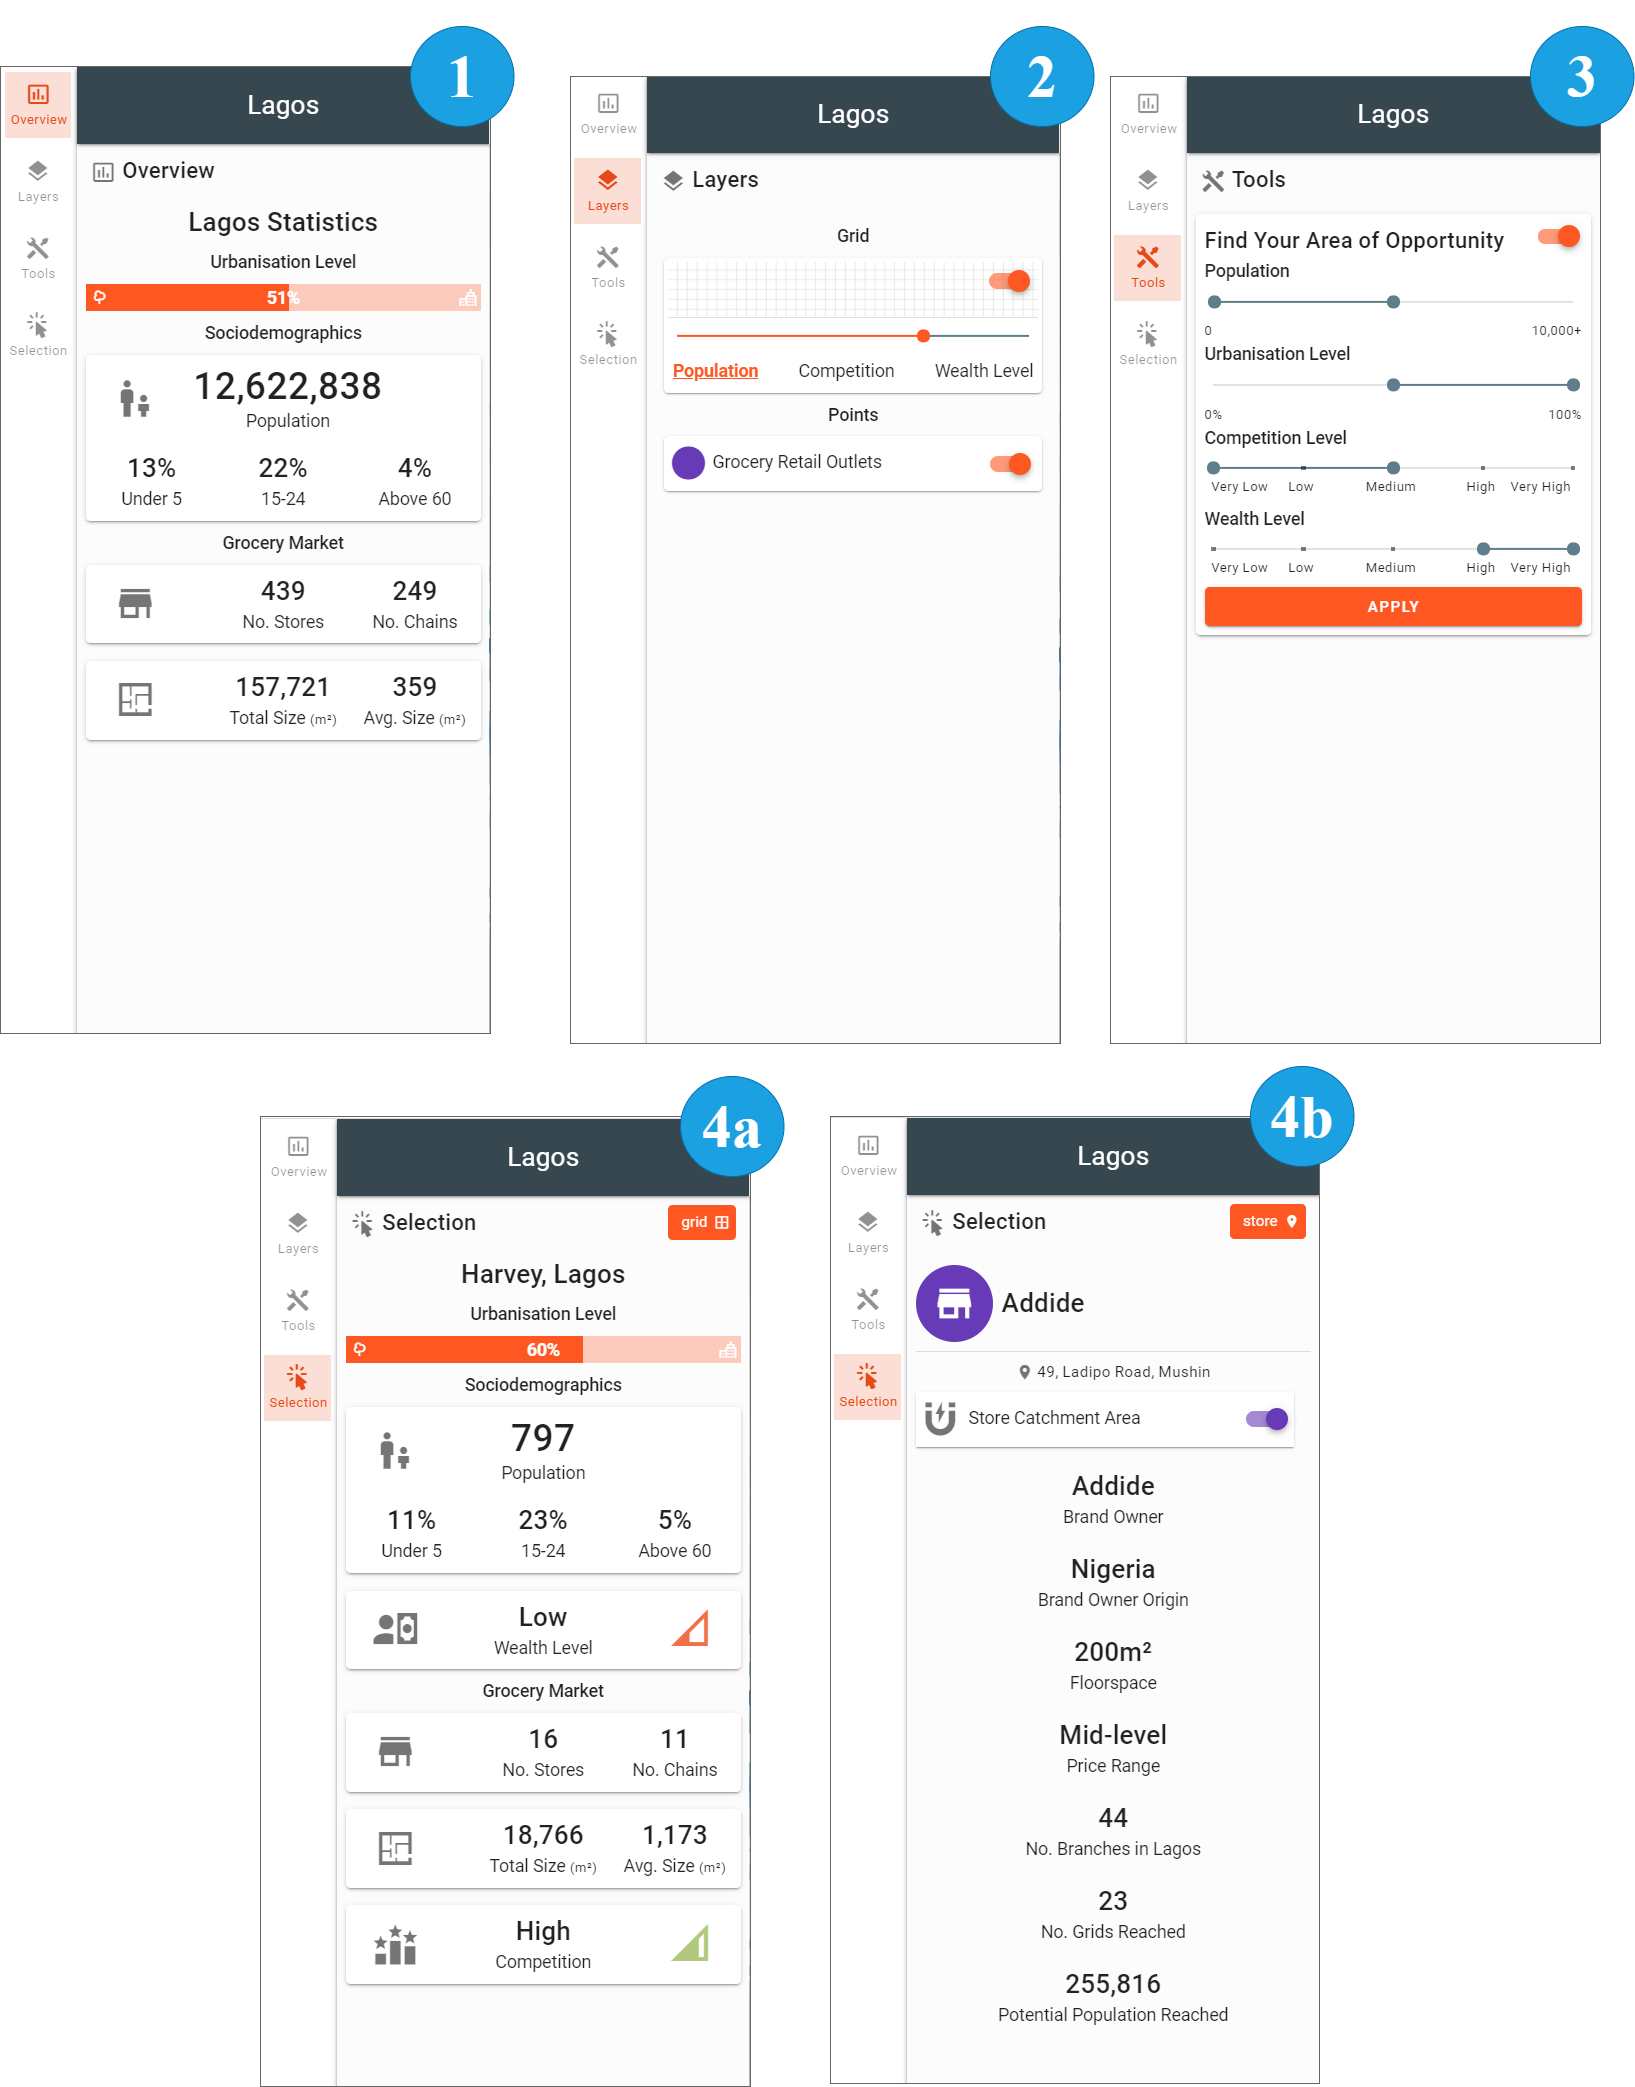 1
Overview
Layers
Tools
Selection
Lagos
Overview
Lagos Statistics
Urbanisation Level
51%
Sociodemographics
12,622,838
Population
13% 22% 4%
Under 5 15-24 Above 60
Grocery Market
439 249
No. Stores No. Chains
157,721 359
Total Size (m²) Avg. Size (m²)
2
Overview
Layers
Tools
Selection
Lagos
Layers
Grid
Population Competition Wealth Level
Points
Grocery Retail Outlets
3
Overview
Layers
Tools
Selection
Lagos
Tools
Find Your Area of Opportunity
Population
0 10,000+
Urbanisation Level
0% 100%
Competition Level
Very Low Low Medium High Very High
Wealth Level
Very Low Low Medium High Very High
APPLY
4a
Overview
Layers
Tools
Selection
Lagos
Selection grid
Harvey, Lagos
Urbanisation Level
60%
Sociodemographics
797
Population
11% 23% 5%
Under 5 15-24 Above 60
Low
Wealth Level
Grocery Market
16 11
No. Stores No. Chains
18,766 1,173
Total Size (m²) Avg. Size (m²)
High
Competition
4b
Overview
Layers
Tools
Selection
Lagos
Selection store
Addide
49, Ladipo Road, Mushin
Store Catchment Area
Addide
Brand Owner
Nigeria
Brand Owner Origin
200m²
Floorspace
Mid-level
Price Range
44
No. Branches in Lagos
23
No. Grids Reached
255,816
Potential Population Reached